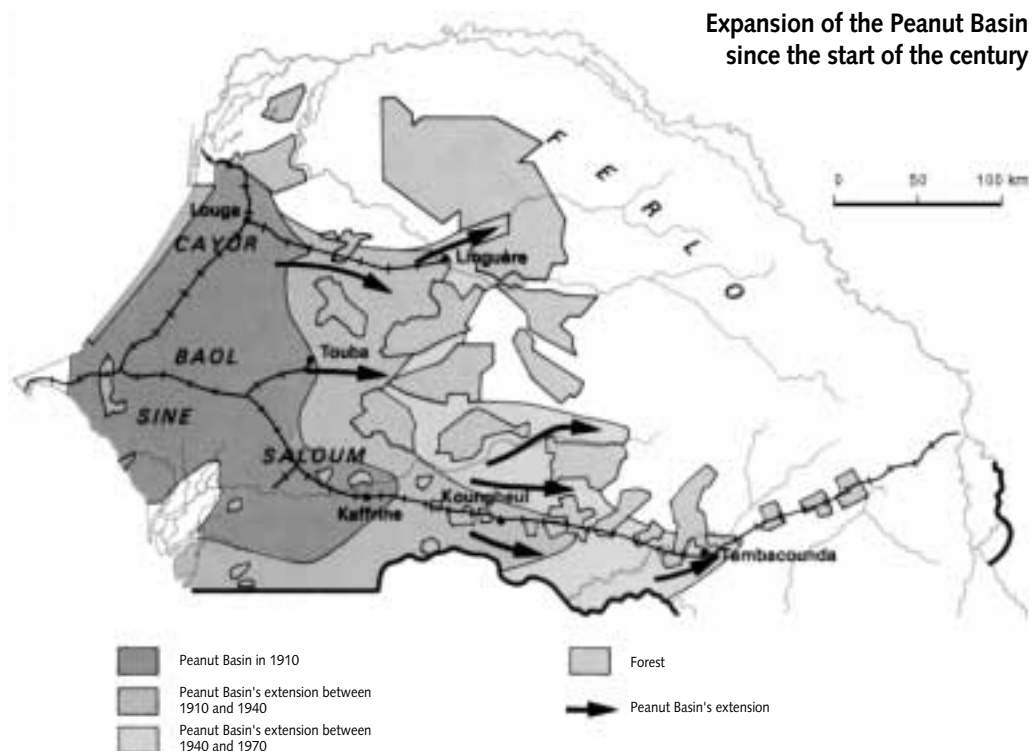 Expansion of the Peanut Basin
since the start of the century
F E R L O
0 50 100 km
Louga
CAYOR
Linguère
BAOL
Touba
SINE
SALOUM
Koungheul
Kaffrine
Tambacounda
Peanut Basin in 1910
Peanut Basin's extension between
1910 and 1940
Peanut Basin's extension between
1940 and 1970
Forest
Peanut Basin's extension